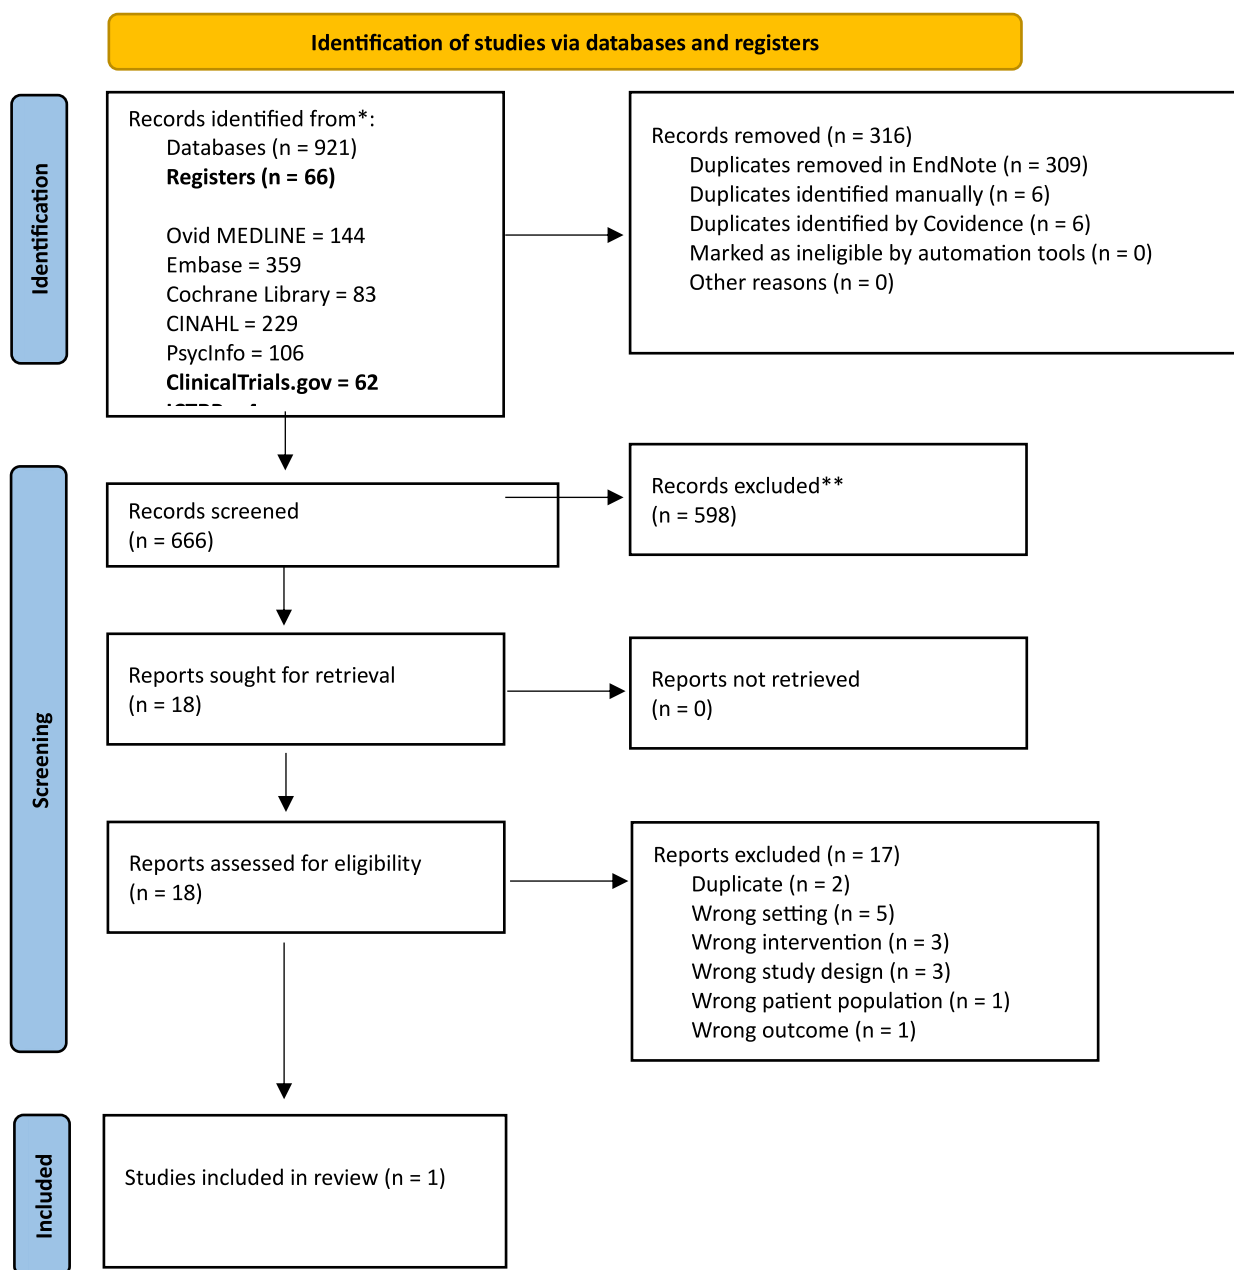 Identification of studies via databases and registers
Identification
Records identified from*:
Databases (n = 921)
Registers (n = 66)
Ovid MEDLINE = 144
Embase = 359
Cochrane Library = 83
CINAHL = 229
PsycInfo = 106
ClinicalTrials.gov = 62
Records removed (n = 316)
Duplicates removed in EndNote (n = 309)
Duplicates identified manually (n = 6)
Duplicates identified by Covidence (n = 6)
Marked as ineligible by automation tools (n = 0)
Other reasons (n = 0)
Screening
Records screened
(n = 666)
Records excluded**
(n = 598)
Reports sought for retrieval
(n = 18)
Reports not retrieved
(n = 0)
Reports assessed for eligibility
(n = 18)
Reports excluded (n = 17)
Duplicate (n = 2)
Wrong setting (n = 5)
Wrong intervention (n = 3)
Wrong study design (n = 3)
Wrong patient population (n = 1)
Wrong outcome (n = 1)
Included
Studies included in review (n = 1)